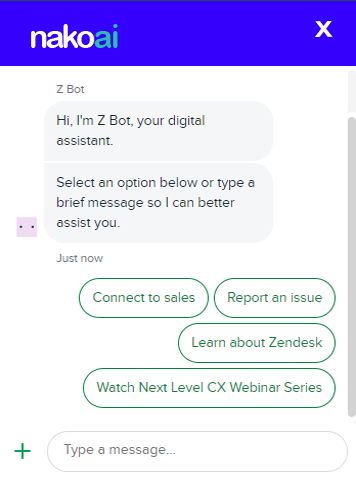 nakoai
X
Z Bot
Hi, I'm Z Bot, your digital
assistant.
Select an option below or type a
brief message so I can better
assist you.
Just now
Connect to sales
Report an issue
Learn about Zendesk
Watch Next Level CX Webinar Series
+
Type a message...